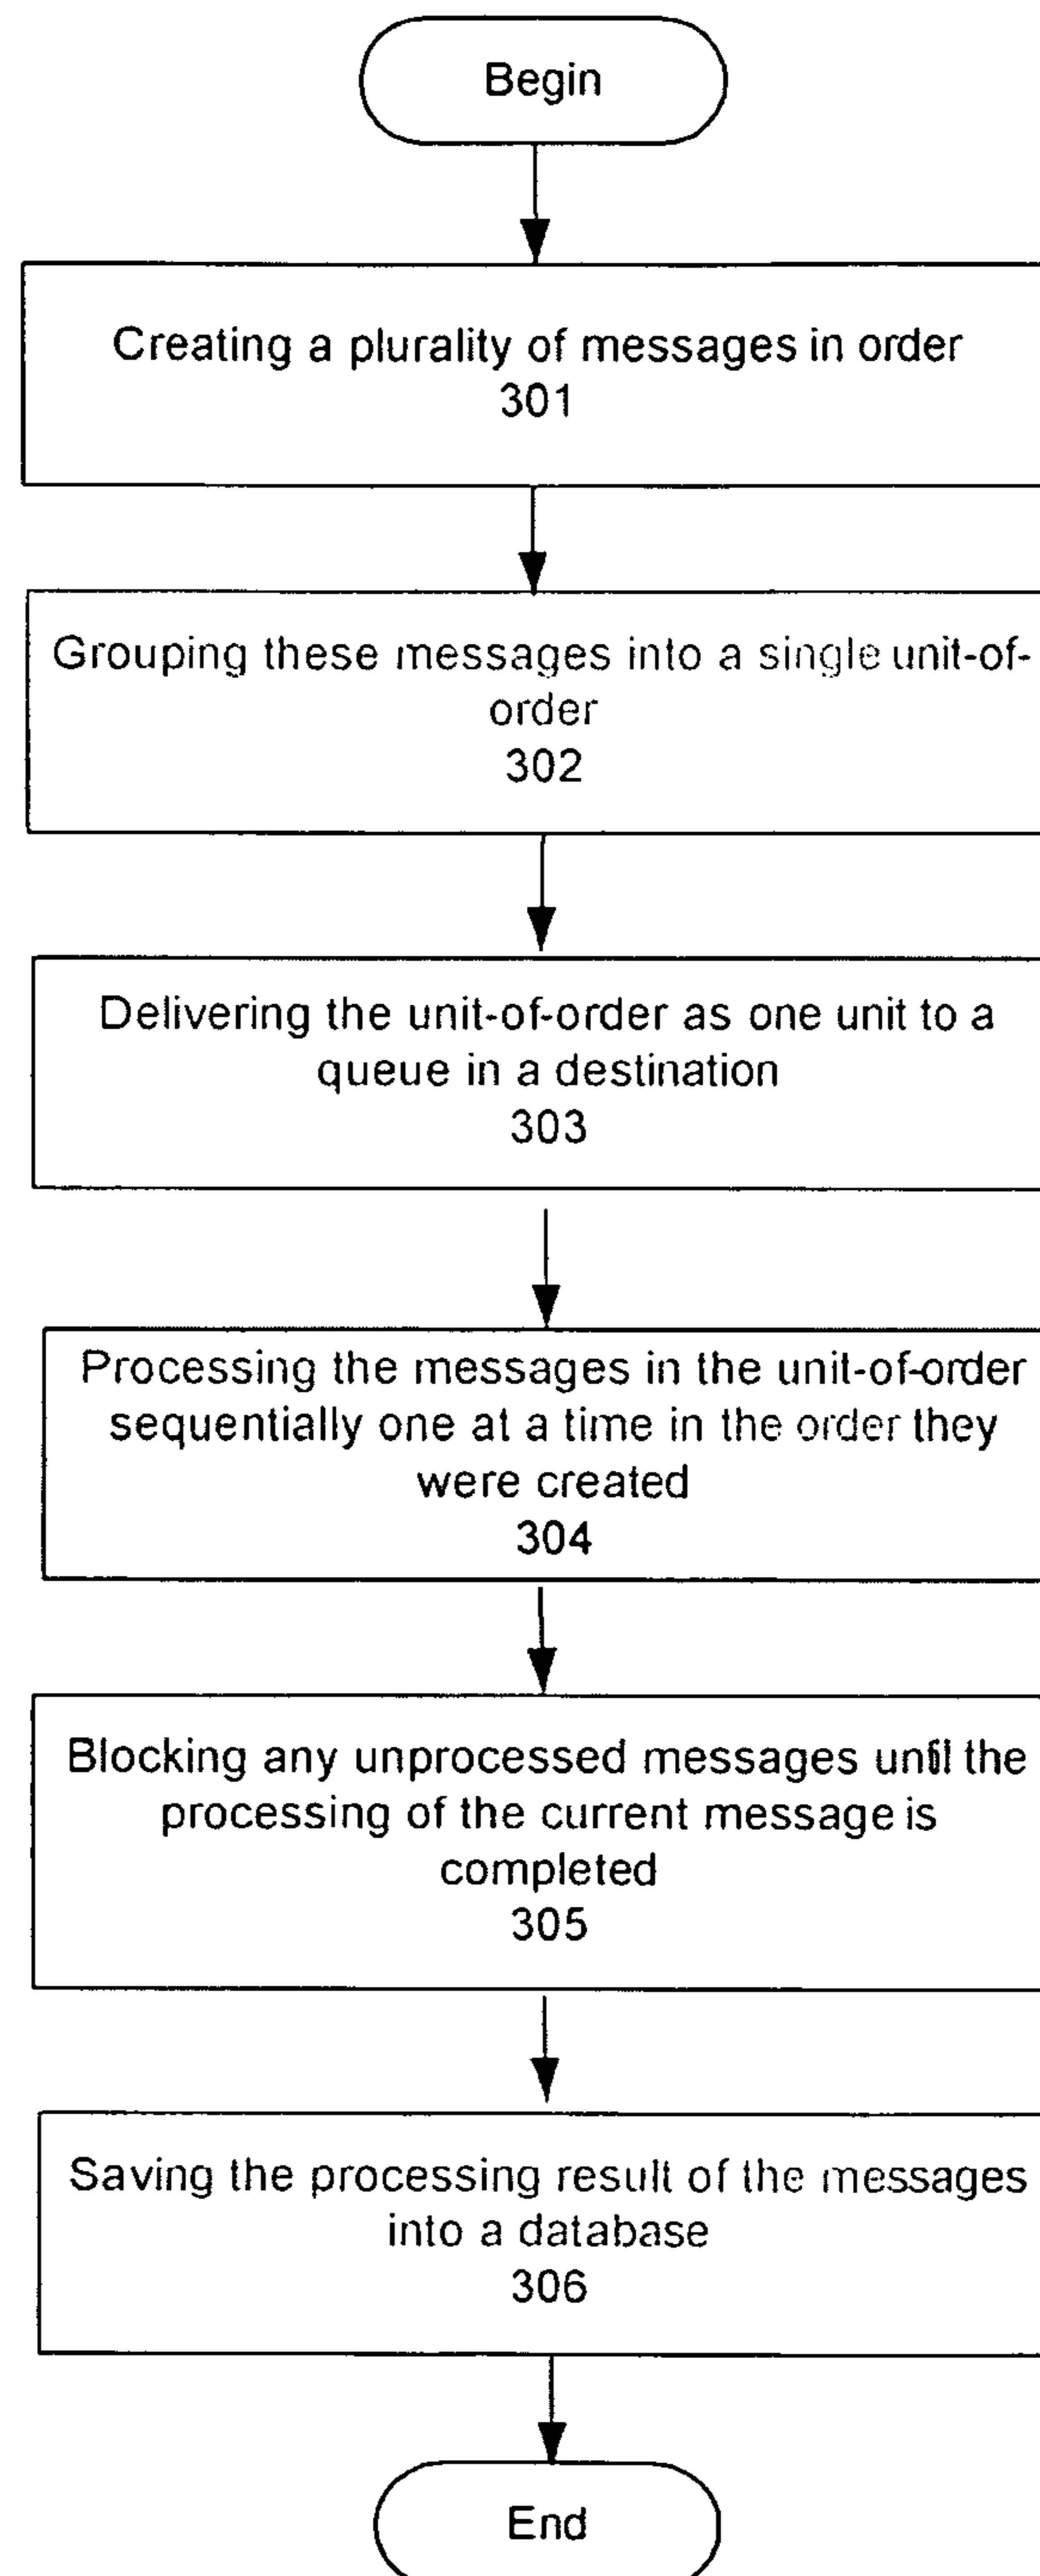 Begin
Creating a plurality of messages in order
301
Grouping these messages into a single unit-of-
order
302
Delivering the unit-of-order as one unit to a
queue in a destination
303
Processing the messages in the unit-of-order
sequentially one at a time in the order they
were created
304
Blocking any unprocessed messages until the
processing of the current message is
completed
305
Saving the processing result of the messages
into a database
306
End